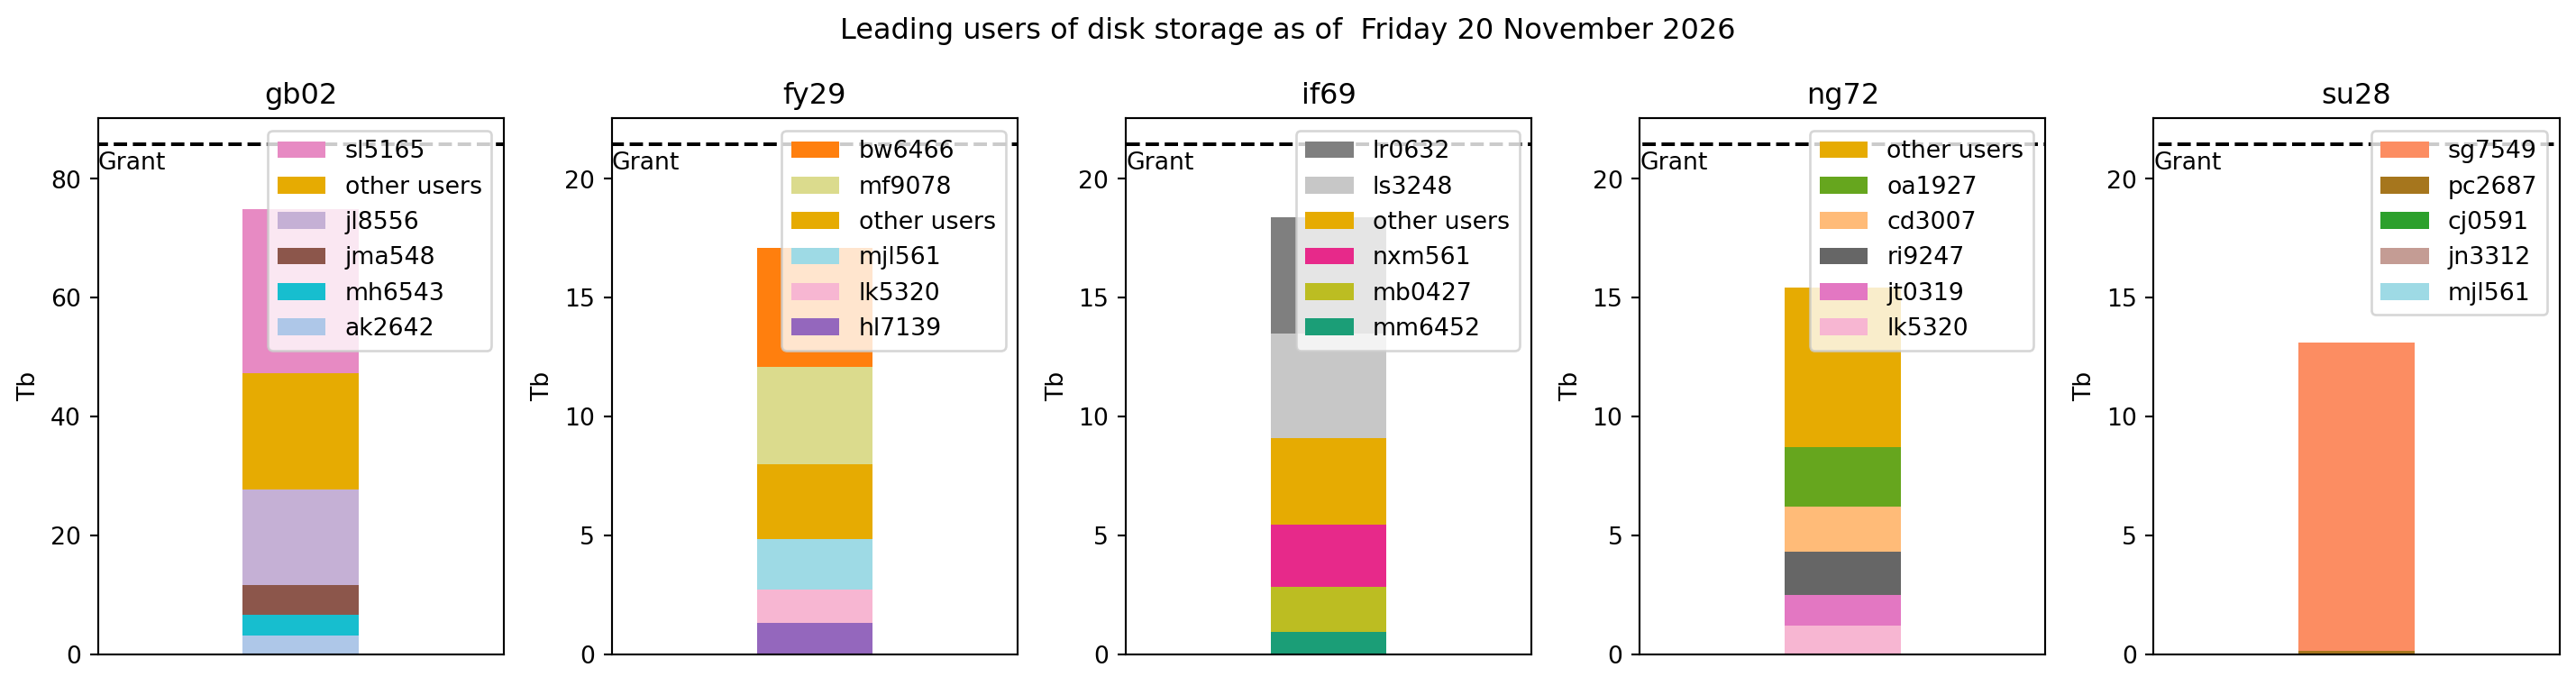 Leading users of disk storage as of  Friday 20 November 2026
gb02
Grant
80
60
40
20
0
Tb
sl5165
other users
jl8556
jma548
mh6543
ak2642
fy29
Grant
20
15
10
5
0
Tb
bw6466
mf9078
other users
mjl561
lk5320
hl7139
if69
Grant
20
15
10
5
0
Tb
lr0632
ls3248
other users
nxm561
mb0427
mm6452
ng72
Grant
20
15
10
5
0
Tb
other users
oa1927
cd3007
ri9247
jt0319
lk5320
su28
Grant
20
15
10
5
0
Tb
sg7549
pc2687
cj0591
jn3312
mjl561